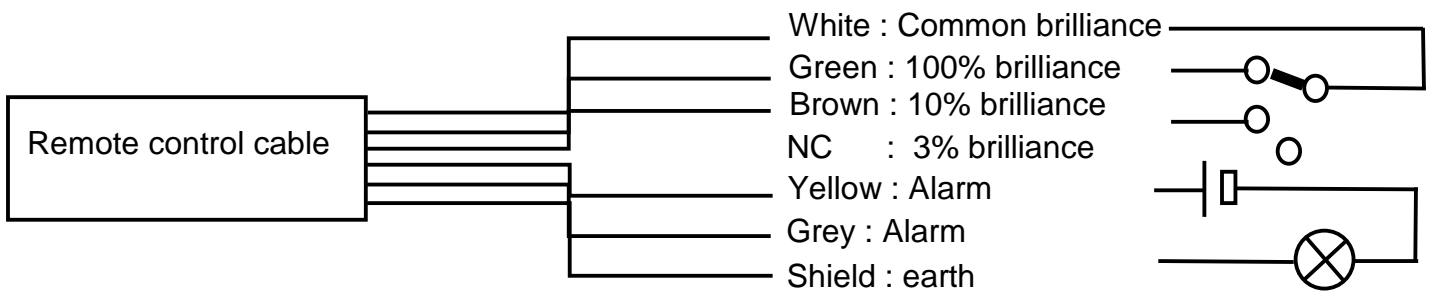 White : Common brilliance
Green : 100% brilliance
Brown : 10% brilliance
Remote control cable
NC : 3% brilliance
Yellow : Alarm
Grey : Alarm
Shield : earth